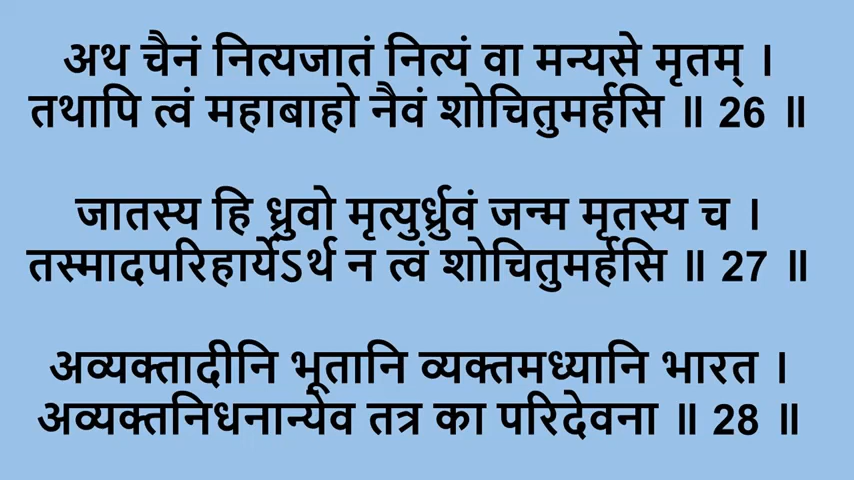 अथ चैनं नित्यजातं नित्यं वा मन्यसे मृतम् ।
तथापि त्वं महाबाहो नैवं शोचितुमर्हसि ॥ 26 ॥
जातस्य हि ध्रुवो मृत्युर्ध्रुवं जन्म मृतस्य च ।
तस्मादपरिहार्येऽर्थ न त्वं शोचितुमर्हसि ॥ 27 ॥
अव्यक्तादीनि भूतानि व्यक्तमध्यानि भारत ।
अव्यक्तनिधनान्येव तत्र का परिदेवना ॥ 28 ॥